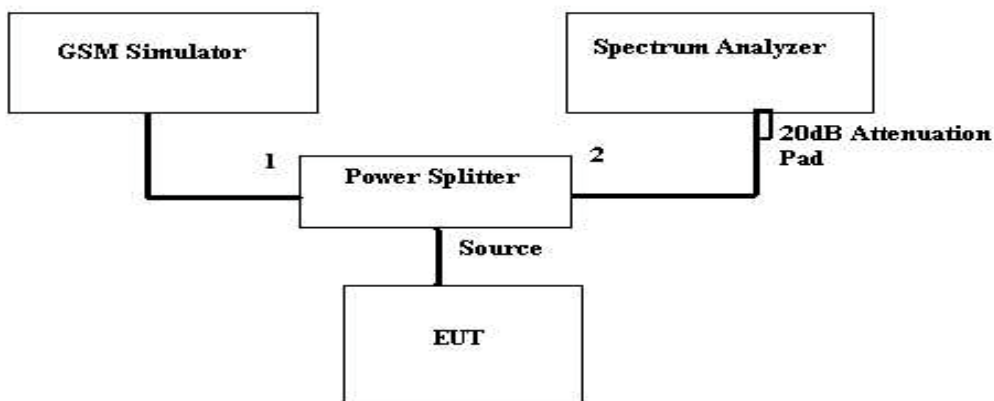 GSM Simulator
Spectrum Analyzer
20dB Attenuation
Pad
1
2
Power Splitter
Source
EUT